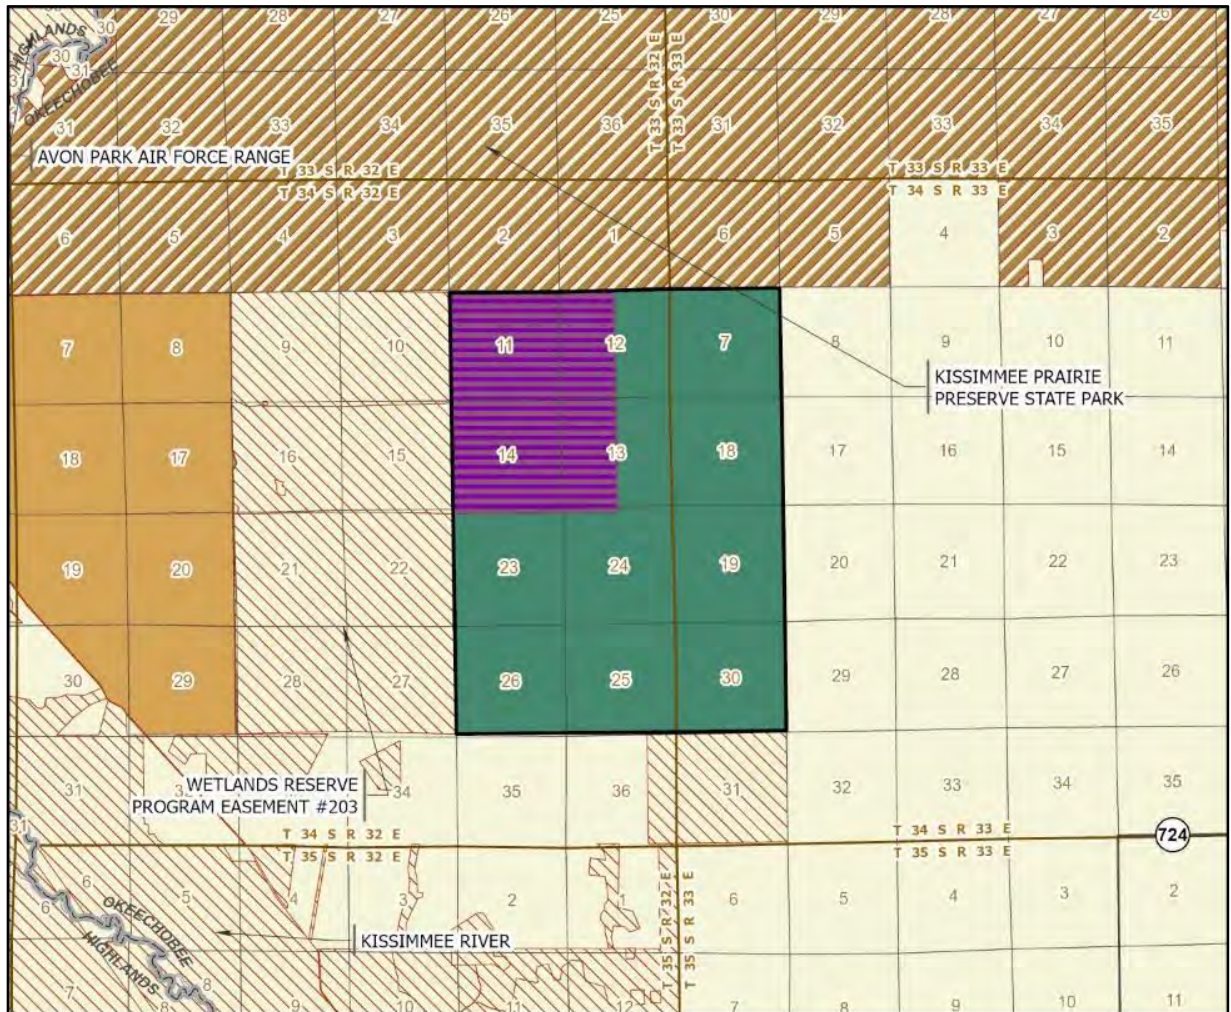 29 28 27 26 25 30 29 28 27 26
30
HIGHLANDS
30
31
OKEECHOBEE
31 32 33 34 35 36 31 32 33 34 35
T 33 S R 32 E
T 33 S R 33 E
AVON PARK AIR FORCE RANGE
T 33 S R 32 E
T 34 S R 32 E
T 33 S R 33 E
T 34 S R 33 E
6 5 4 3 2 1 6 5 4 3 2
7 8 9 10 11 12 7 8 9 10 11
KISSIMMEE PRAIRIE
PRESERVE STATE PARK
18 17 16 15 14 13 18 17 16 15 14
19 20 21 22 23 24 19 20 21 22 23
30 29 28 27 26 25 30 29 28 27 26
WETLANDS RESERVE
PROGRAM EASEMENT #203
31 34 35 36 31 32 33 34 35
31
T 34 S R 32 E
T 35 S R 32 E
T 34 S R 33 E
T 35 S R 33 E
724
6 5 4 3 2 1 6 5 4 3 2
6
T 35 S R 32 E
T 35 S R 33 E
OKEECHOBEE
HIGHLANDS
KISSIMMEE RIVER
8
7 8 9 10 11 12 7 8 9 10 11